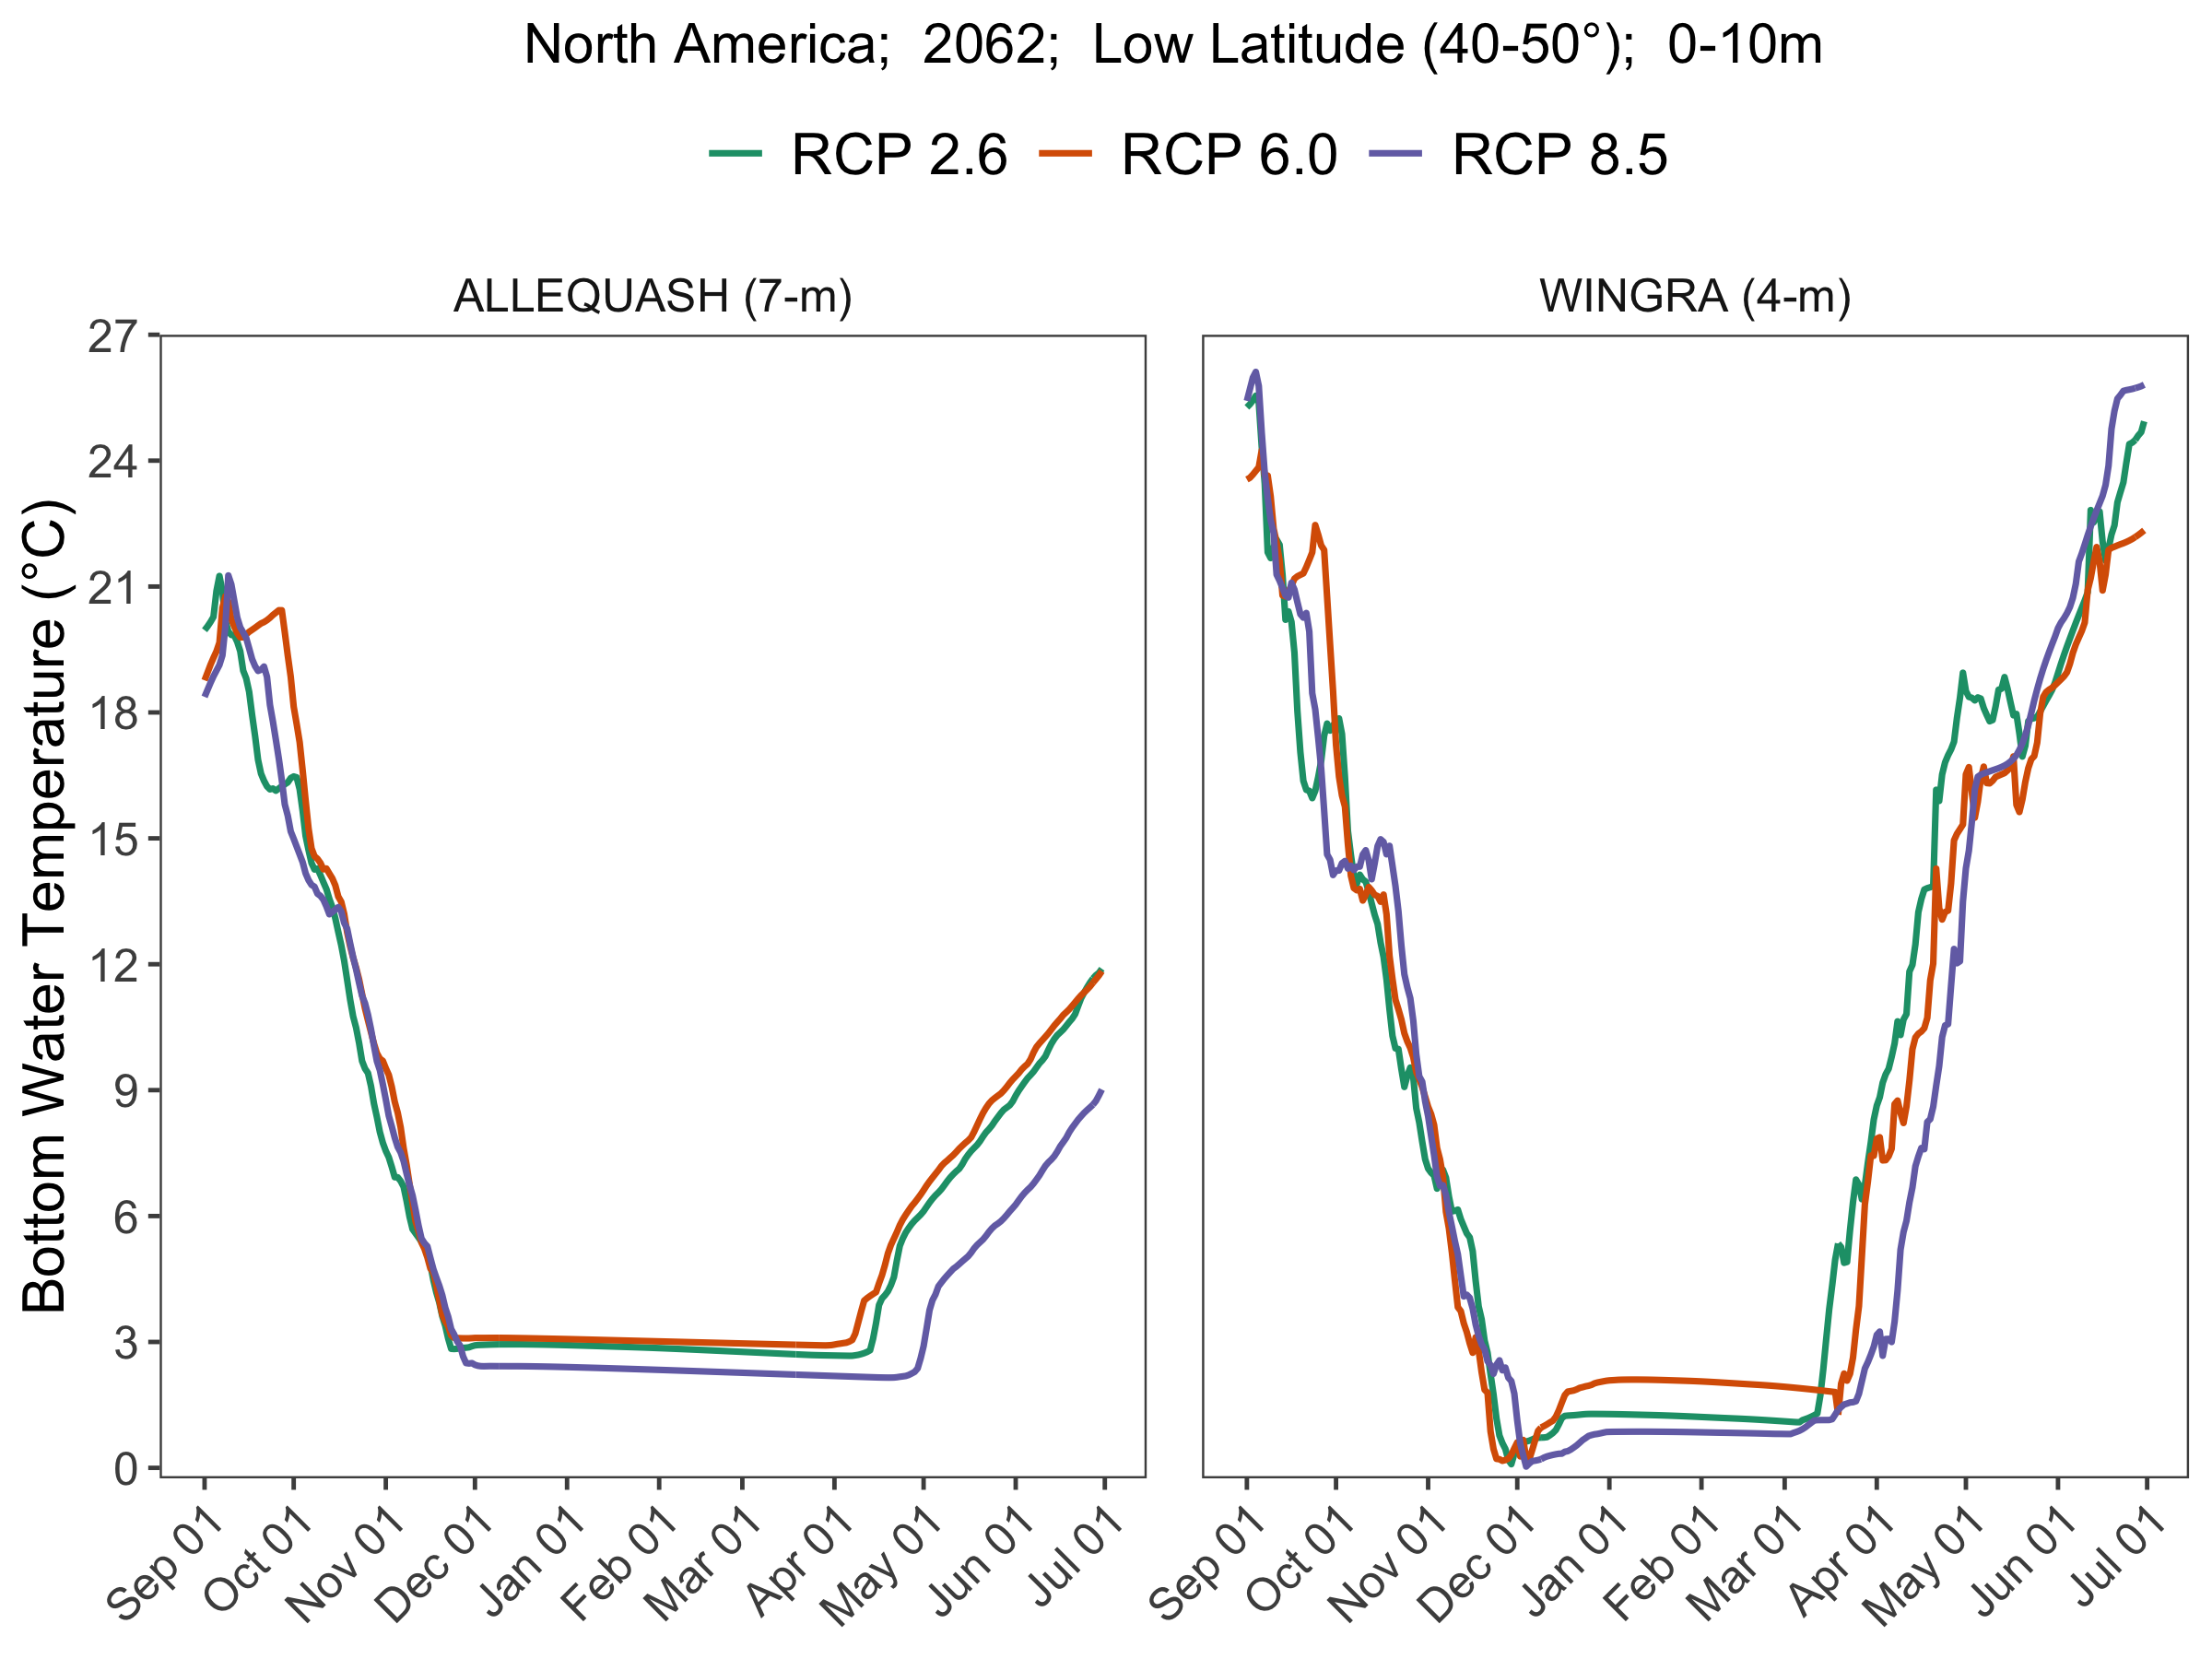 North America; 2062; Low Latitude (40-50°); 0-10m
RCP 2.6 RCP 6.0 RCP 8.5
ALLEQUASH (7-m) WINGRA (4-m)
Bottom Water Temperature (°C)
27
24
21
18
15
12
9
6
3
0
Sep 01 Oct 01 Nov 01 Dec 01 Jan 01 Feb 01 Mar 01 Apr 01 May 01 Jun 01 Jul 01
Sep 01 Oct 01 Nov 01 Dec 01 Jan 01 Feb 01 Mar 01 Apr 01 May 01 Jun 01 Jul 01